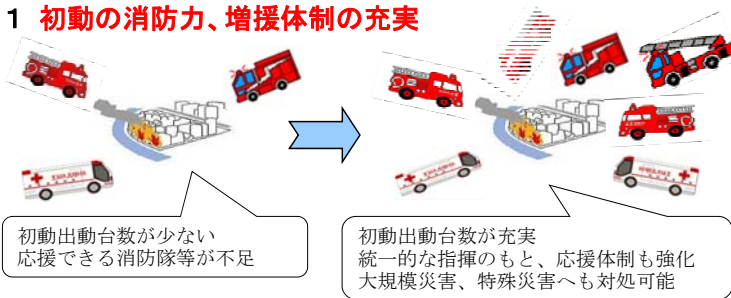 1 初動の消防力、増援体制の充実
初動出動台数が少ない
応援できる消防隊等が不足
初動出動台数が充実
統一的な指揮のもと、応援体制も強化
大規模災害、特殊災害へも対処可能